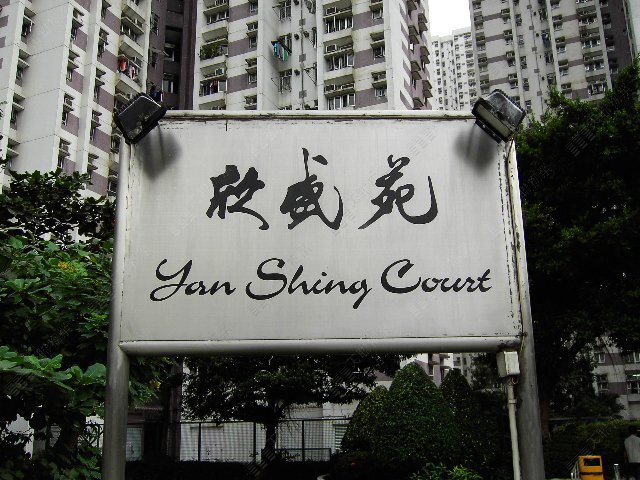 欣盛苑
Yan Shing Court